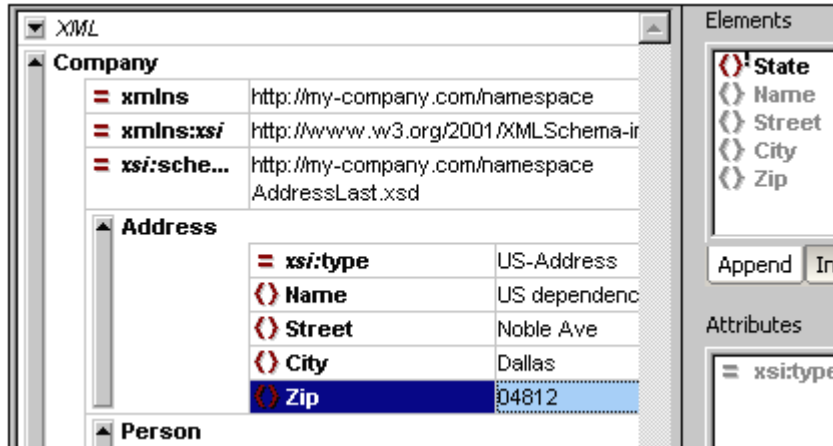 XML
Company
= xmlns http://my-company.com/namespace
= xmlns:xsi http://www.w3.org/2001/XMLSchema-in
= xsi:sche... http://my-company.com/namespace
AddressLast.xsd
Address
= xsi:type US-Address
() Name US dependenc
() Street Noble Ave
() City Dallas
() Zip 04812
Person
Elements
()! State
() Name
() Street
() City
() Zip
Append In
Attributes
= xsi:type